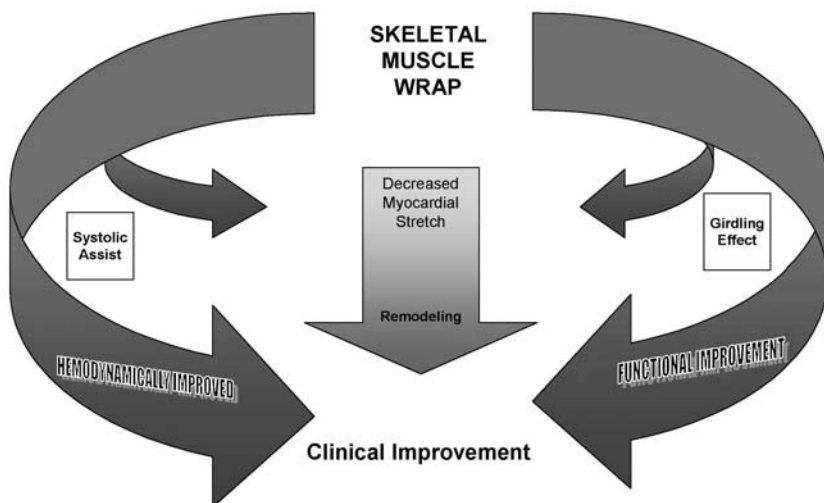 SKELETAL
MUSCLE
WRAP
Decreased
Myocardial
Stretch
Systolic
Assist
Girdling
Effect
Remodeling
HEMODYNAMICALLY IMPROVED
FUNCTIONAL IMPROVEMENT
Clinical Improvement